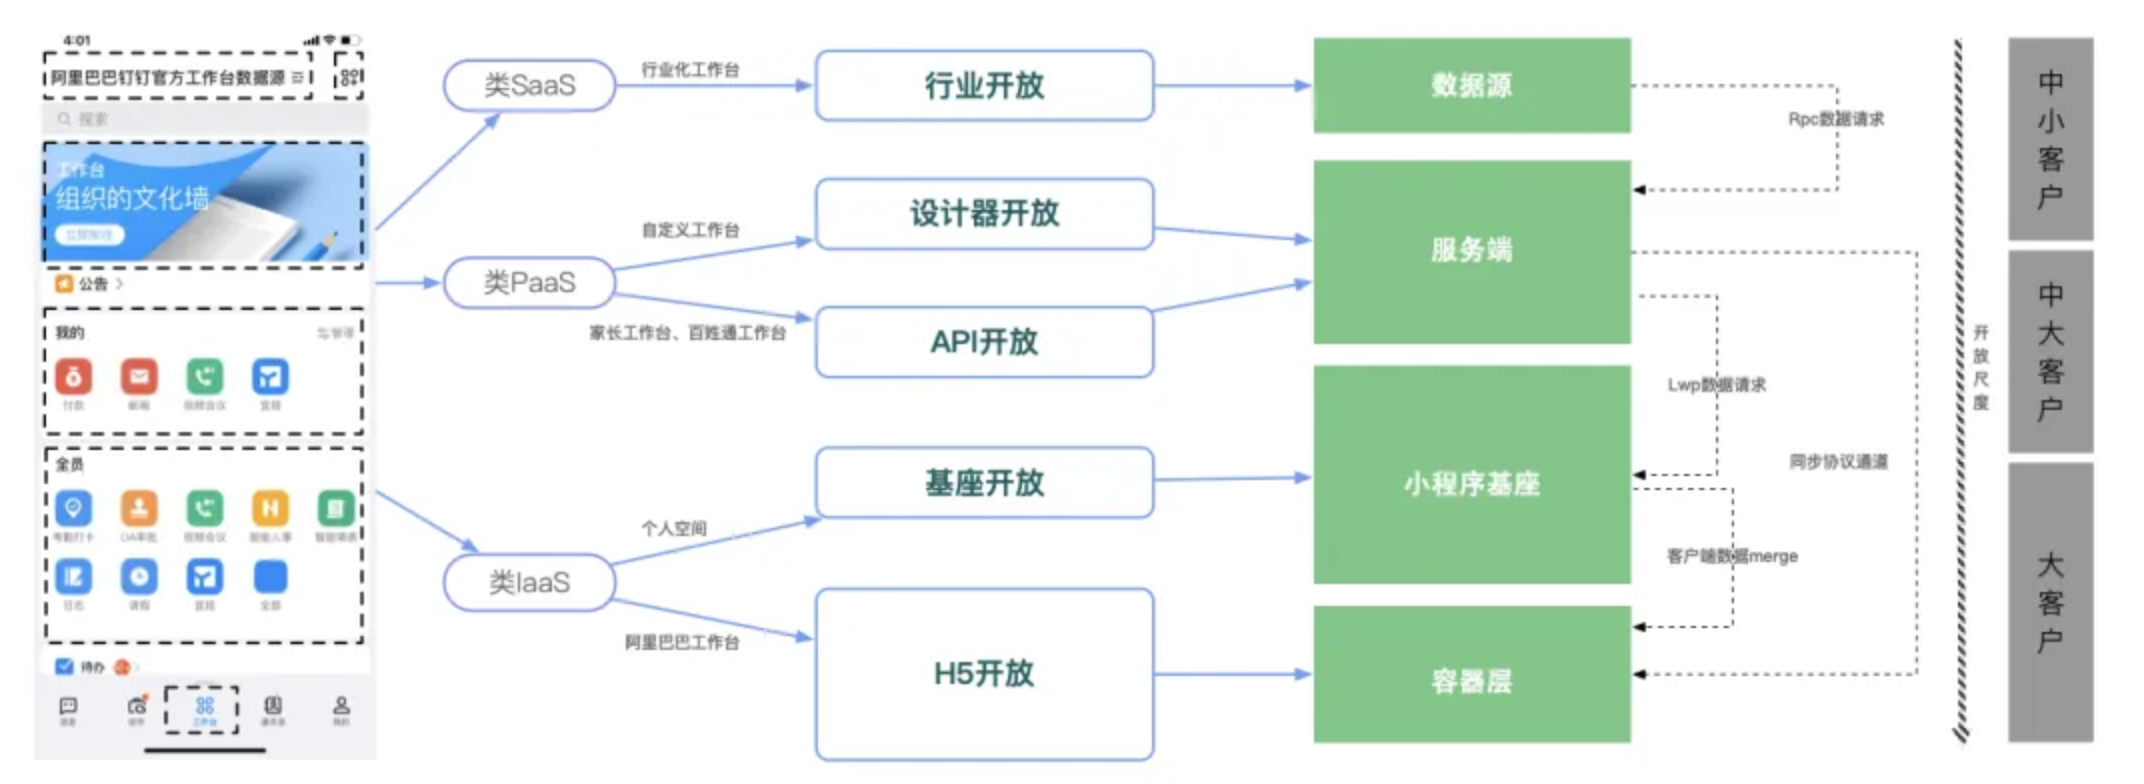 4:01
阿里巴巴钉钉官方工作台数据源
搜索
工作台
组织的文化墙
公告
我的
管理
付款
邮箱
视频会议
宜搭
全员
考勤打卡
OA审批
视频会议
智能人事
智能填表
日志
请假
宜搭
全部
待办
工作台
通讯录
我的
类SaaS
行业化工作台
行业开放
数据源
类PaaS
自定义工作台
设计器开放
家长工作台、百姓通工作台
API开放
服务端
类IaaS
个人空间
基座开放
小程序基座
阿里巴巴工作台
H5开放
容器层
Rpc数据请求
Lwp数据请求
同步协议通道
客户端数据merge
开放尺度
中小客户
中大客户
大客户